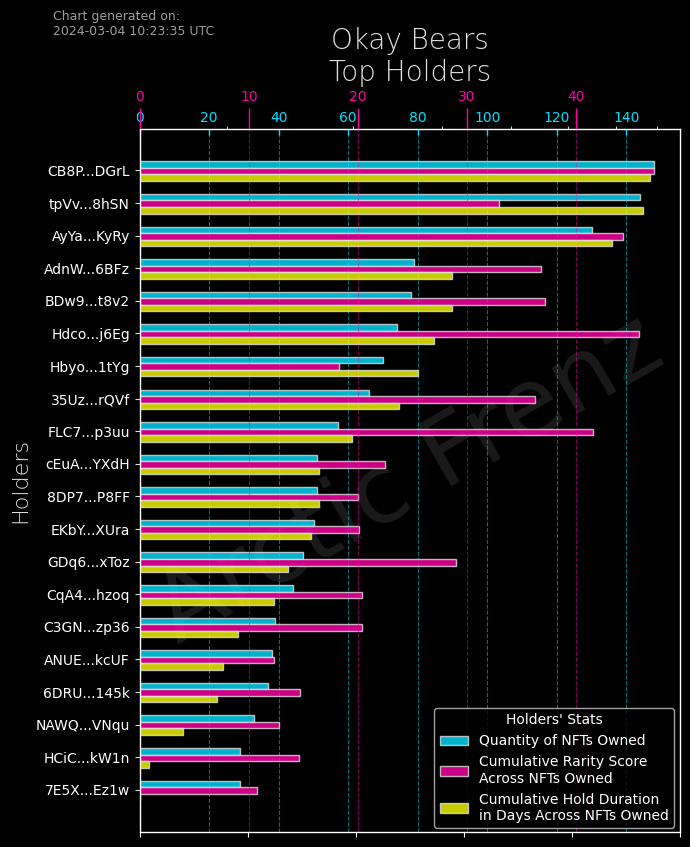 Chart generated on:
2024-03-04 10:23:35 UTC
Okay Bears
Top Holders
0 10 20 30 40
0 20 40 60 80 100 120 140
CB8P...DGrL
tpVv...8hSN
AyYa...KyRy
AdnW...6BFz
BDw9...t8v2
Hdco...j6Eg
Hbyo...1tYg
35Uz...rQVf
FLC7...p3uu
cEuA...YXdH
8DP7...P8FF
EKbY...XUra
GDq6...xToz
CqA4...hzoq
C3GN...zp36
ANUE...kcUF
6DRU...145k
NAWQ...VNqu
HCiC...kW1n
7E5X...Ez1w
Holders
Arctic Frenz
Holders' Stats
Quantity of NFTs Owned
Cumulative Rarity Score
Across NFTs Owned
Cumulative Hold Duration
in Days Across NFTs Owned